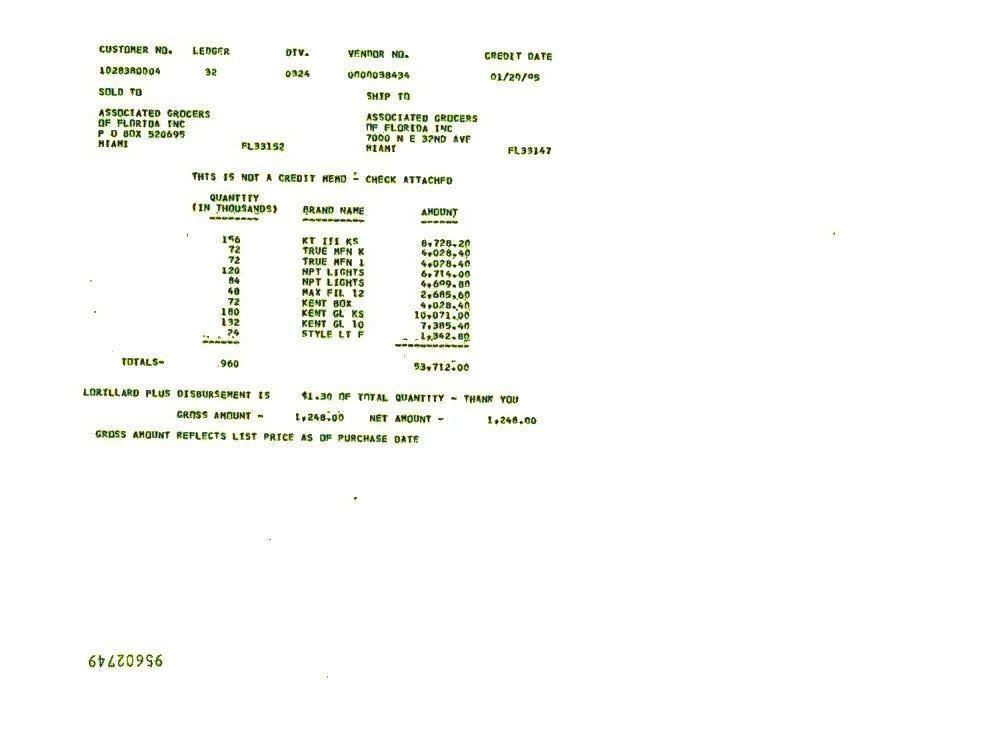 CUSTOMER NO. LEDGER DIV. VENDOR NO. CREDIT DATE
1028380004 32 0324 0000038434 01/20/95
SOLD TO SHIP TO
ASSOCIATED GROCERS ASSOCIATED GROCERS
OF FLORIDA INC OF FLORIDA INC
P O BOX 520695 7000 N E 32ND AVE
MIAMI FL33152 MIAMI FL33147
THIS IS NOT A CREDIT MEMO - CHECK ATTACHED
QUANTITY
(IN THOUSANDS) BRAND NAME AMOUNT
156 KT III KS 8,728.20
72 TRUE MFN K 4,028.40
72 TRUE MFN 1 4,028.40
120 NPT LIGHTS 6,714.00
84 NPT LIGHTS 4,699.80
48 MAX FIL 12 2,685.60
72 KENT BOX 4,028.40
180 KENT GL KS 10,071.00
132 KENT GL 10 7,385.40
24 STYLE LT F 1,342.80
TOTALS- 960 53,712.00
LORILLARD PLUS DISBURSEMENT IS $1.30 OF TOTAL QUANTITY - THANK YOU
GROSS AMOUNT - 1,248.00 NET AMOUNT - 1,248.00
GROSS AMOUNT REFLECTS LIST PRICE AS OF PURCHASE DATE
95602749